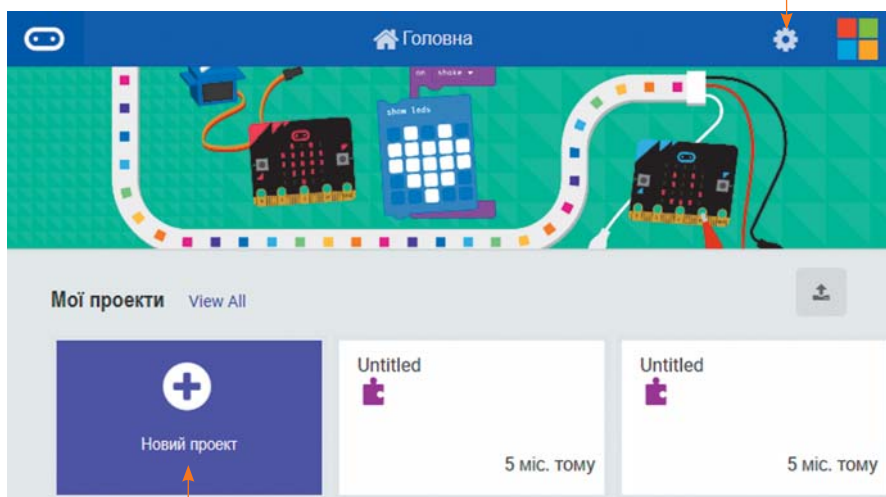 Головна
on shake
show leds
Мої проекти View All
Новий проект
Untitled
5 міс. тому
Untitled
5 міс. тому